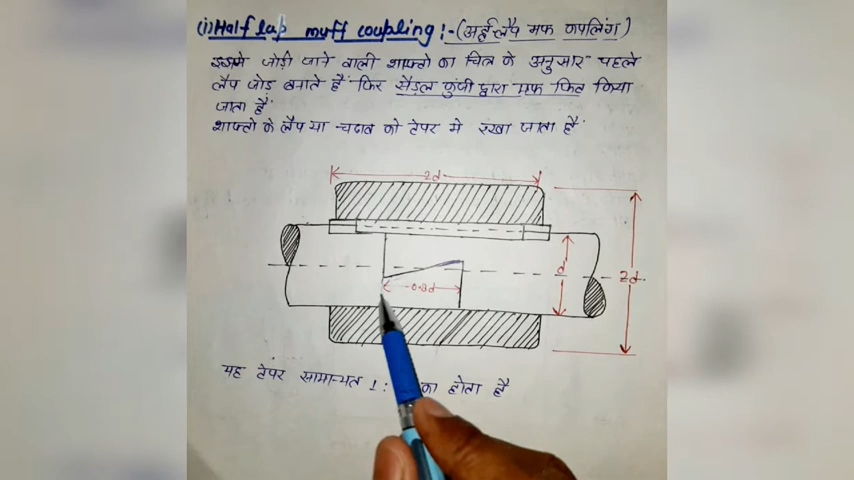 (i) Half lap muff coupling :- (अर्द्ध लैप मफ कपलिंग)
इसमे जोड़ी जाने वाली शाफ्तो का चित्र के अनुसार पहले
लैप जोड़ बनाते हैं फिर सैडल कुंजी द्वारा मफ फिट किया
जाता हैं
शाफ्तो के लैप या चढाव को टेपर मे रखा जाता हैं
2d
d
2d
0.8d
यह टेपर सामान्यत 1: का होता है